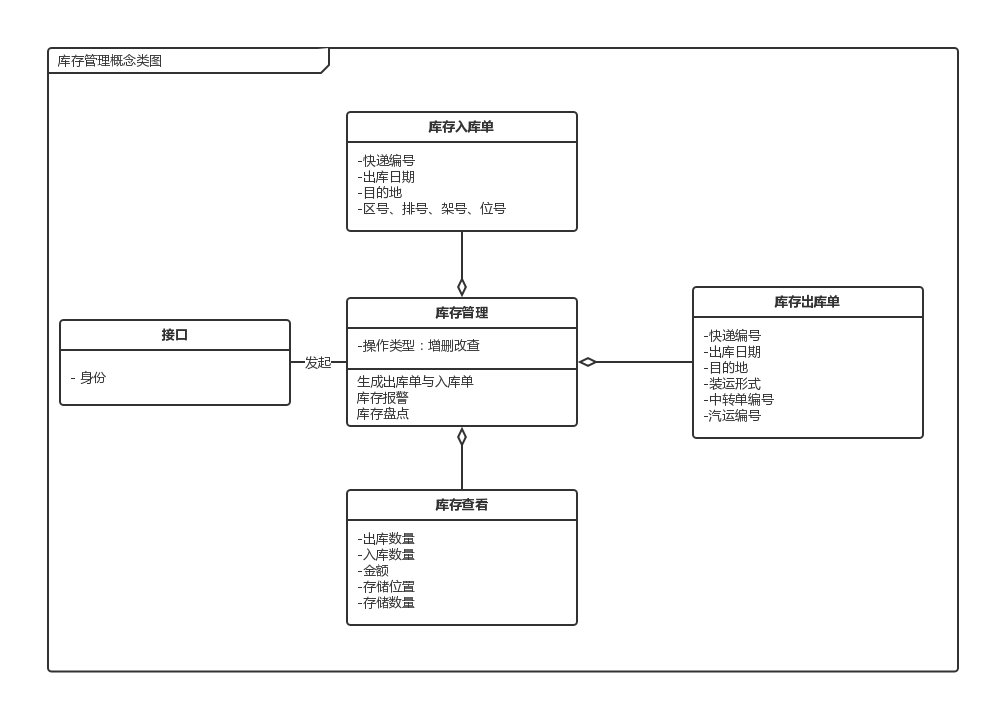 库存管理概念类图
库存入库单
-快递编号
-出库日期
-目的地
-区号、排号、架号、位号
接口
- 身份
发起
库存管理
-操作类型：增删改查
生成出库单与入库单
库存报警
库存盘点
库存出库单
-快递编号
-出库日期
-目的地
-装运形式
-中转单编号
-汽运编号
库存查看
-出库数量
-入库数量
-金额
-存储位置
-存储数量